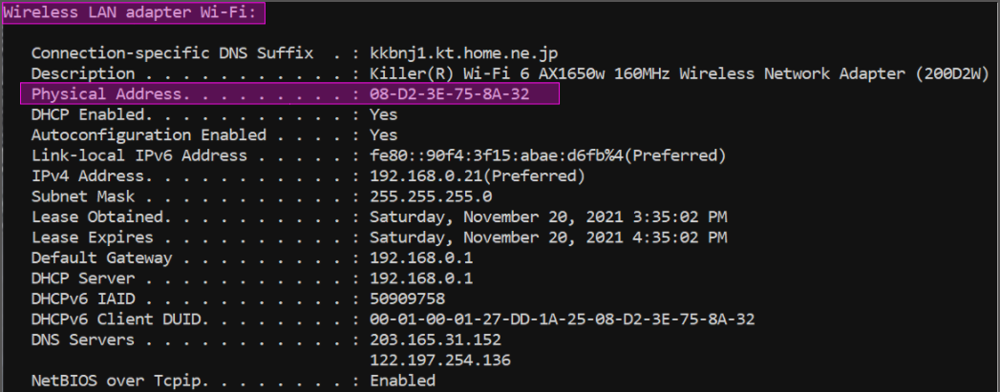 Wireless LAN adapter Wi-Fi:
Connection-specific DNS Suffix  . : kkbnj1.kt.home.ne.jp
Description . . . . . . . . . . . : Killer(R) Wi-Fi 6 AX1650w 160MHz Wireless Network Adapter (200D2W)
Physical Address. . . . . . . . . : 08-D2-3E-75-8A-32
DHCP Enabled. . . . . . . . . . . : Yes
Autoconfiguration Enabled . . . . : Yes
Link-local IPv6 Address . . . . . : fe80::90f4:3f15:abae:d6fb%4(Preferred)
IPv4 Address. . . . . . . . . . . : 192.168.0.21(Preferred)
Subnet Mask . . . . . . . . . . . : 255.255.255.0
Lease Obtained. . . . . . . . . . : Saturday, November 20, 2021 3:35:02 PM
Lease Expires . . . . . . . . . . : Saturday, November 20, 2021 4:35:02 PM
Default Gateway . . . . . . . . . : 192.168.0.1
DHCP Server . . . . . . . . . . . : 192.168.0.1
DHCPv6 IAID . . . . . . . . . . . : 50909758
DHCPv6 Client DUID. . . . . . . . : 00-01-00-01-27-DD-1A-25-08-D2-3E-75-8A-32
DNS Servers . . . . . . . . . . . : 203.165.31.152
122.197.254.136
NetBIOS over Tcpip. . . . . . . . : Enabled